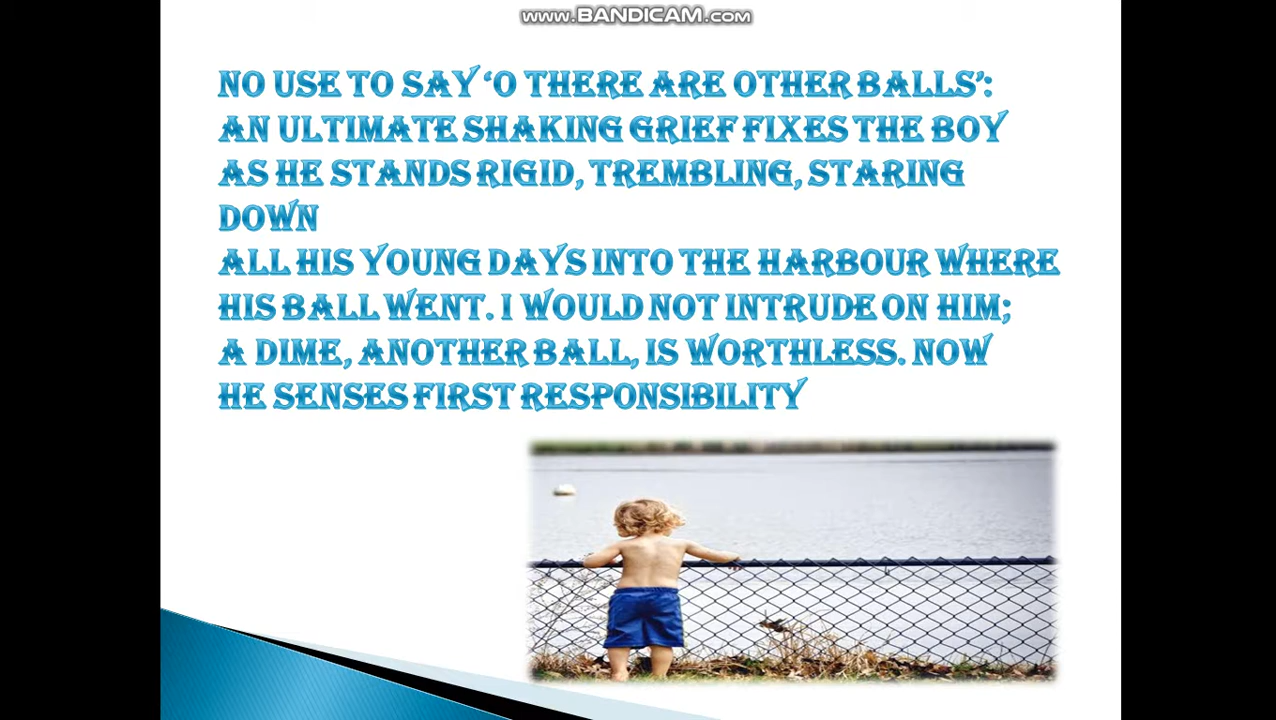 www.BANDICAM.com
NO USE TO SAY ‘O THERE ARE OTHER BALLS’:
AN ULTIMATE SHAKING GRIEF FIXES THE BOY
AS HE STANDS RIGID, TREMBLING, STARING
DOWN
ALL HIS YOUNG DAYS INTO THE HARBOUR WHERE
HIS BALL WENT. I WOULD NOT INTRUDE ON HIM;
A DIME, ANOTHER BALL, IS WORTHLESS. NOW
HE SENSES FIRST RESPONSIBILITY